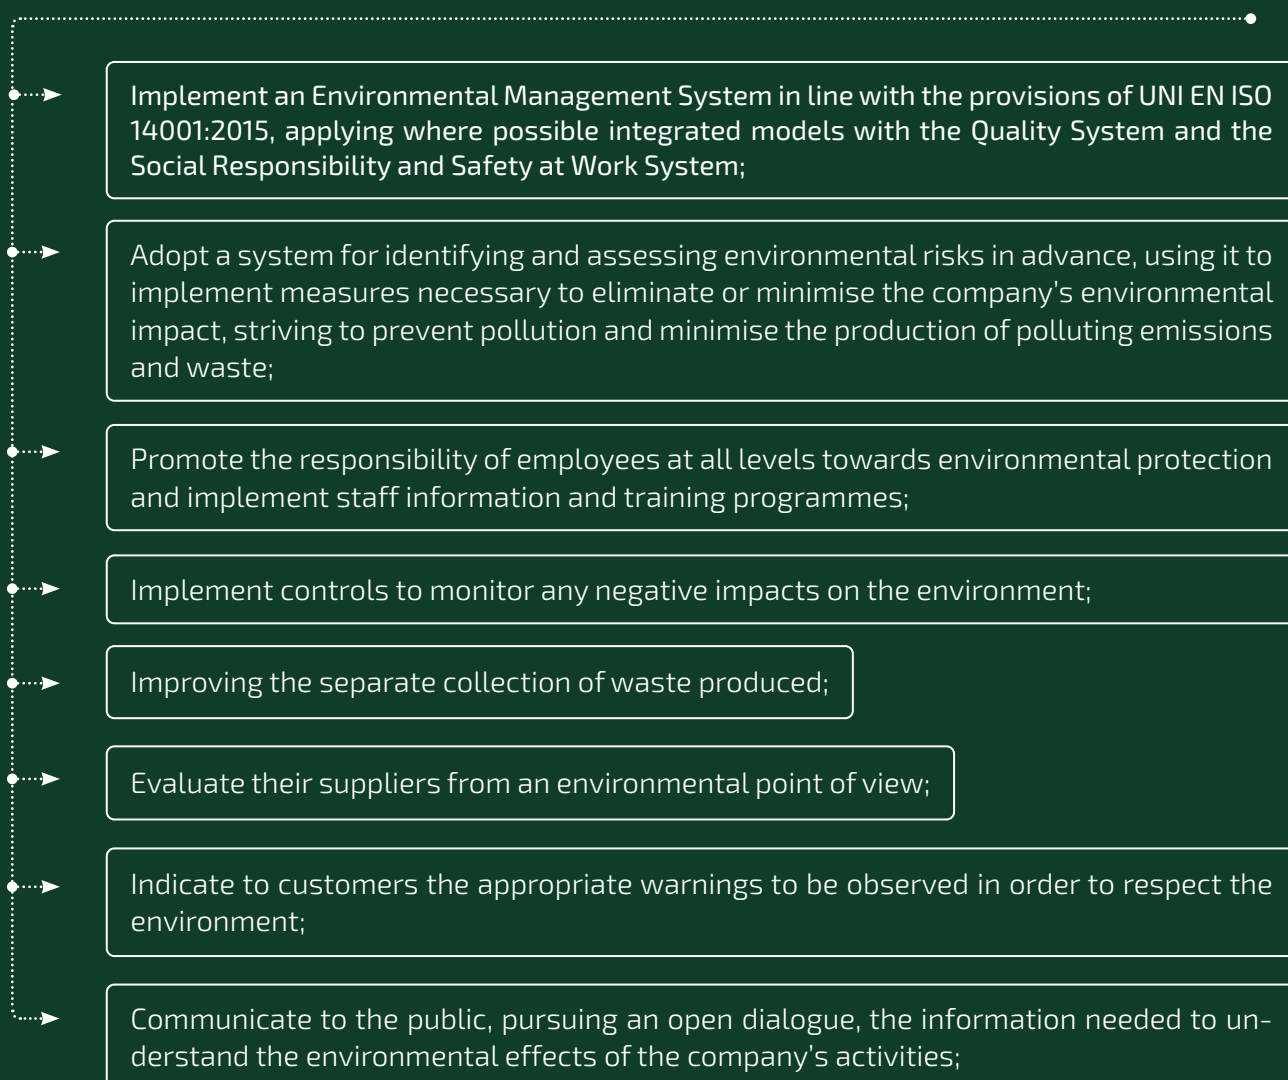 Implement an Environmental Management System in line with the provisions of UNI EN ISO
14001:2015, applying where possible integrated models with the Quality System and the
Social Responsibility and Safety at Work System;
Adopt a system for identifying and assessing environmental risks in advance, using it to
implement measures necessary to eliminate or minimise the company’s environmental
impact, striving to prevent pollution and minimise the production of polluting emissions
and waste;
Promote the responsibility of employees at all levels towards environmental protection
and implement staff information and training programmes;
Implement controls to monitor any negative impacts on the environment;
Improving the separate collection of waste produced;
Evaluate their suppliers from an environmental point of view;
Indicate to customers the appropriate warnings to be observed in order to respect the
environment;
Communicate to the public, pursuing an open dialogue, the information needed to un-
derstand the environmental effects of the company’s activities;